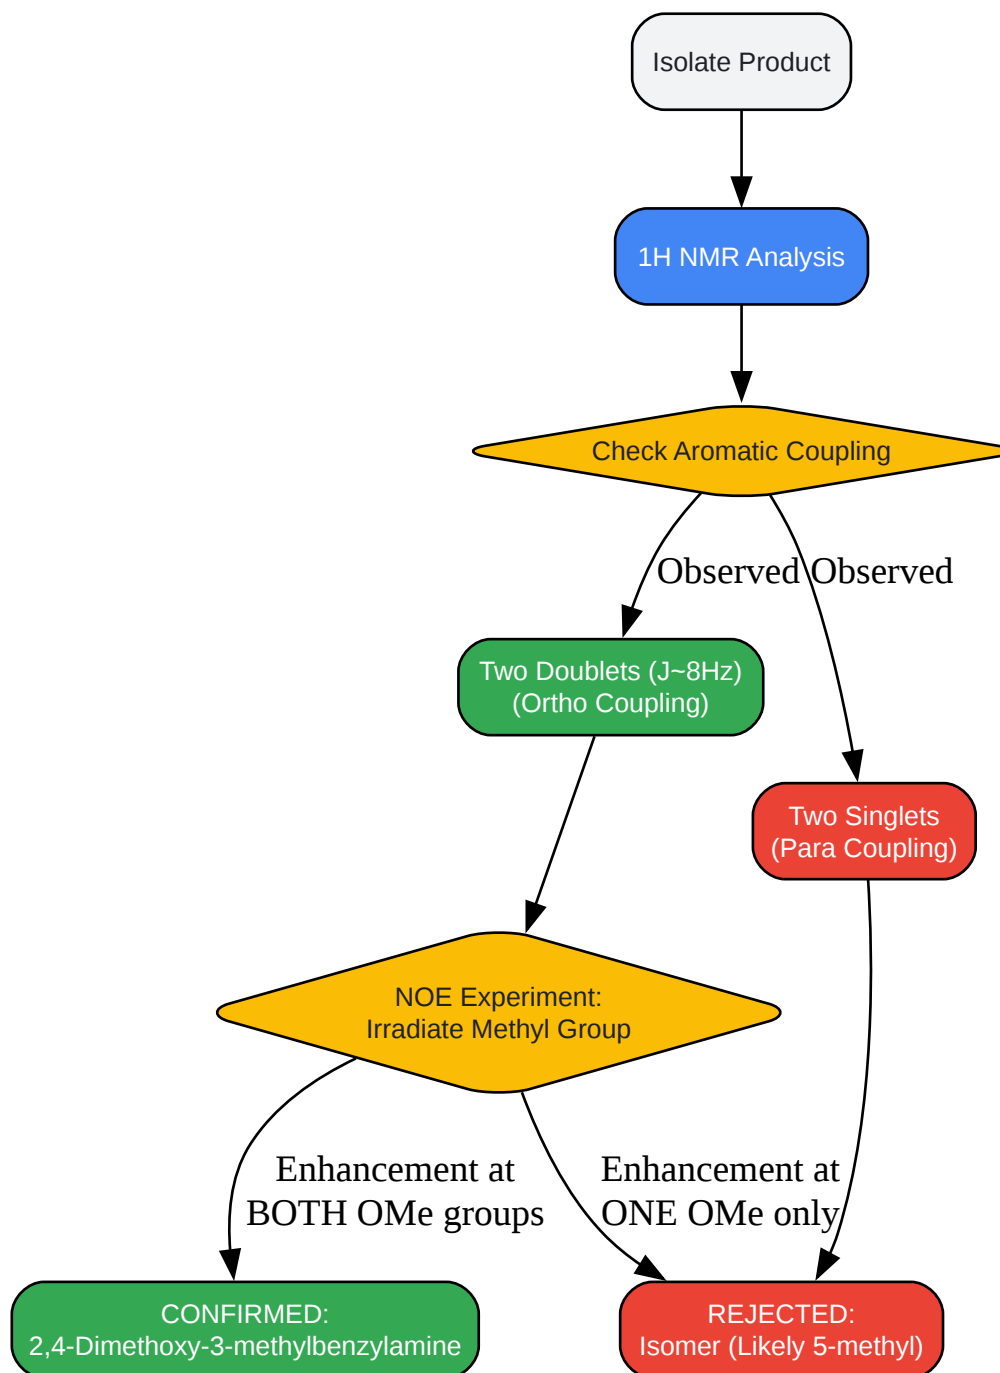 Isolate Product
1H NMR Analysis
Check Aromatic Coupling
Observed
Observed
Two Doublets (J~8Hz)
(Ortho Coupling)
Two Singlets
(Para Coupling)
NOE Experiment:
Irradiate Methyl Group
Enhancement at
BOTH OMe groups
Enhancement at
ONE OMe only
CONFIRMED:
2,4-Dimethoxy-3-methylbenzylamine
REJECTED:
Isomer (Likely 5-methyl)